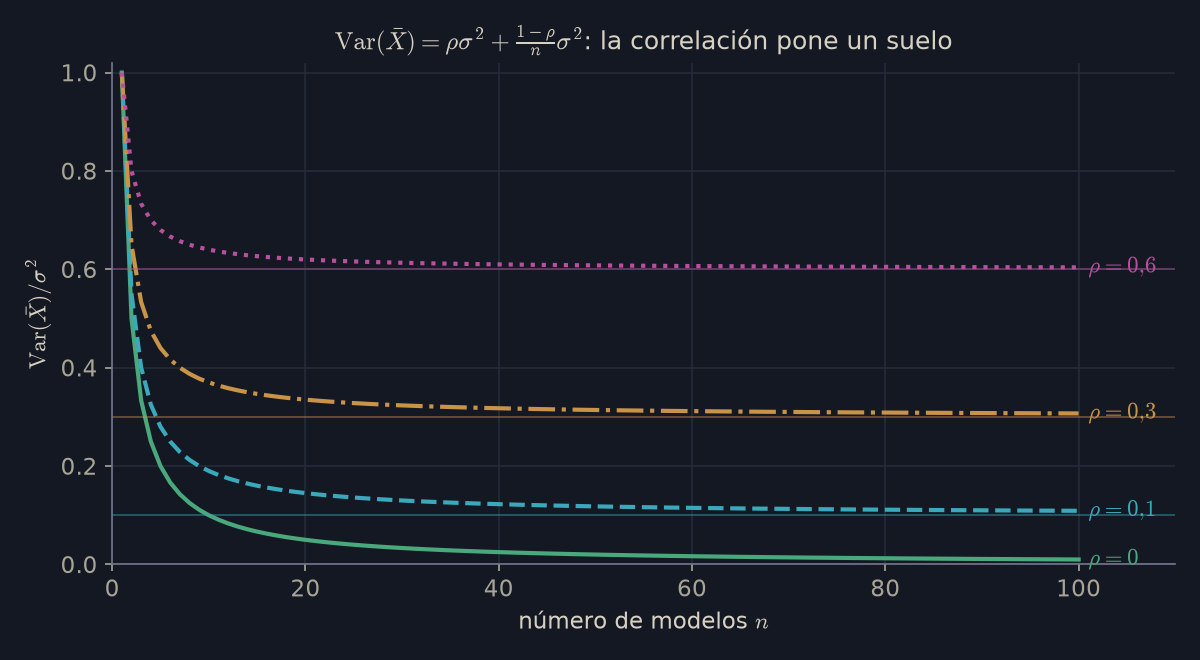 Var(X̄) = ρσ² + (1 − ρ)/n σ²: la correlación pone un suelo
Var(X̄)/σ²
1.0
0.8
0.6
0.4
0.2
0.0
ρ = 0,6
ρ = 0,3
ρ = 0,1
ρ = 0
0 20 40 60 80 100
número de modelos n